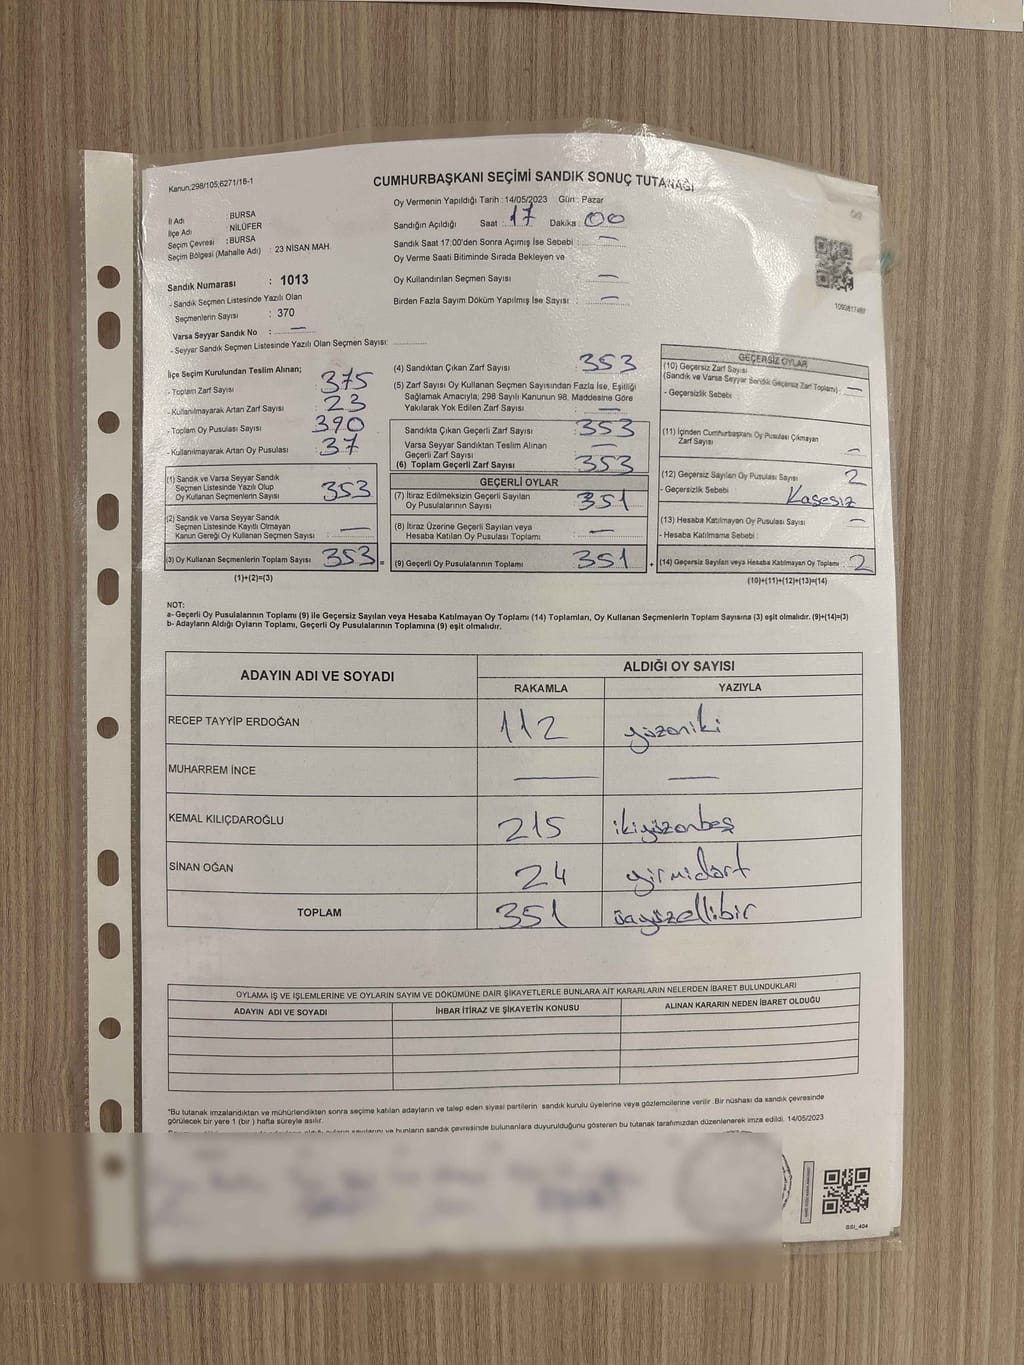 Kanun;298/105;6271/16-1
CUMHURBAŞKANI SEÇİMİ SANDIK SONUÇ TUTANAĞI
İl Adı : BURSA
İlçe Adı : NİLÜFER
Seçim Çevresi : BURSA
Seçim Bölgesi (Mahalle Adı) : 23 NİSAN MAH.
Sandık Numarası : 1013
- Sandık Seçmen Listesinde Yazılı Olan
Seçmenlerin Sayısı : 370
Varsa Seyyar Sandık No : —
- Seyyar Sandık Seçmen Listesinde Yazılı Olan Seçmen Sayısı: ............
Oy Vermenin Yapıldığı Tarih : 14/05/2023 Gün : Pazar
Sandığın Açıldığı Saat : 17 Dakika : 00
Sandık Saat 17:00'den Sonra Açılmış İse Sebebi : —
Oy Verme Saati Bitiminde Sırada Bekleyen ve
Oy Kullandırılan Seçmen Sayısı —
Birden Fazla Sayım Döküm Yapılmış İse Sayısı : —
İlçe Seçim Kurulundan Teslim Alınan;
- Toplam Zarf Sayısı : 375
- Kullanılmayarak Artan Zarf Sayısı : 23
- Toplam Oy Pusulası Sayısı : 390
- Kullanılmayarak Artan Oy Pusulası : 37
(1) Sandık ve Varsa Seyyar Sandık
Seçmen Listesinde Yazılı Olup
Oy Kullanan Seçmenlerin Sayısı : 353
(2) Sandık ve Varsa Seyyar Sandık
Seçmen Listesinde Kayıtlı Olmayan
Kanun Gereği Oy Kullanan Seçmen Sayısı : —
(3) Oy Kullanan Seçmenlerin Toplam Sayısı : 353 =
(1)+(2)=(3)
(4) Sandıktan Çıkan Zarf Sayısı : 353
(5) Zarf Sayısı Oy Kullanan Seçmen Sayısından Fazla İse, Eşitliği
Sağlamak Amacıyla; 298 Sayılı Kanunun 98. Maddesine Göre
Yakılarak Yok Edilen Zarf Sayısı : —
Sandıkta Çıkan Geçerli Zarf Sayısı : 353
Varsa Seyyar Sandıktan Teslim Alınan
Geçerli Zarf Sayısı : —
(6) Toplam Geçerli Zarf Sayısı : 353
GEÇERLİ OYLAR
(7) İtiraz Edilmeksizin Geçerli Sayılan
Oy Pusulalarının Sayısı : 351
(8) İtiraz Üzerine Geçerli Sayılan veya
Hesaba Katılan Oy Pusulası Toplamı : —
(9) Geçerli Oy Pusulalarının Toplamı : 351 +
GEÇERSİZ OYLAR
(10) Geçersiz Zarf Sayısı
(Sandık ve Varsa Seyyar Sandık Geçersiz Zarf Toplamı) : —
- Geçersizlik Sebebi
(11) İçinden Cumhurbaşkanı Oy Pusulası Çıkmayan
Zarf Sayısı : —
(12) Geçersiz Sayılan Oy Pusulası Sayısı : 2
- Geçersizlik Sebebi : Kaşesiz
(13) Hesaba Katılmayan Oy Pusulası Sayısı : —
- Hesaba Katılmama Sebebi :
(14) Geçersiz Sayılan veya Hesaba Katılmayan Oy Toplamı : 2
(10)+(11)+(12)+(13)=(14)
NOT:
a- Geçerli Oy Pusulalarının Toplamı (9) ile Geçersiz Sayılan veya Hesaba Katılmayan Oy Toplamı (14) Toplamları, Oy Kullanan Seçmenlerin Toplam Sayısına (3) eşit olmalıdır. (9)+(14)=(3)
b- Adayların Aldığı Oyların Toplamı, Geçerli Oy Pusulalarının Toplamına (9) eşit olmalıdır.
ADAYIN ADI VE SOYADI ALDIĞI OY SAYISI
RAKAMLA YAZIYLA
RECEP TAYYİP ERDOĞAN 112 yüzoniki
MUHARREM İNCE — —
KEMAL KILIÇDAROĞLU 215 ikiyüzonbeş
SİNAN OĞAN 24 yirmidört
TOPLAM 351 üçyüzellibir
OYLAMA İŞ VE İŞLEMLERİNE VE OYLARIN SAYIM VE DÖKÜMÜNE DAİR ŞİKAYETLERLE BUNLARA AİT KARARLARIN NELERDEN İBARET BULUNDUKLARI
ADAYIN ADI VE SOYADI İHBAR İTİRAZ VE ŞİKAYETİN KONUSU ALINAN KARARIN NEDEN İBARET OLDUĞU
*Bu tutanak imzalandıktan ve mühürlendikten sonra seçime katılan adayların ve talep eden siyasi partilerin sandık kurulu üyelerine veya gözlemcilerine verilir .Bir nüshası da sandık çevresinde
görülecek bir yere 1 (bir ) hafta süreyle asılır.
sayılarını ve bunların sandık çevresinde bulunanlara duyurulduğunu gösteren bu tutanak tarafımızdan düzenlenerek imza edildi. 14/05/2023
GSI_404